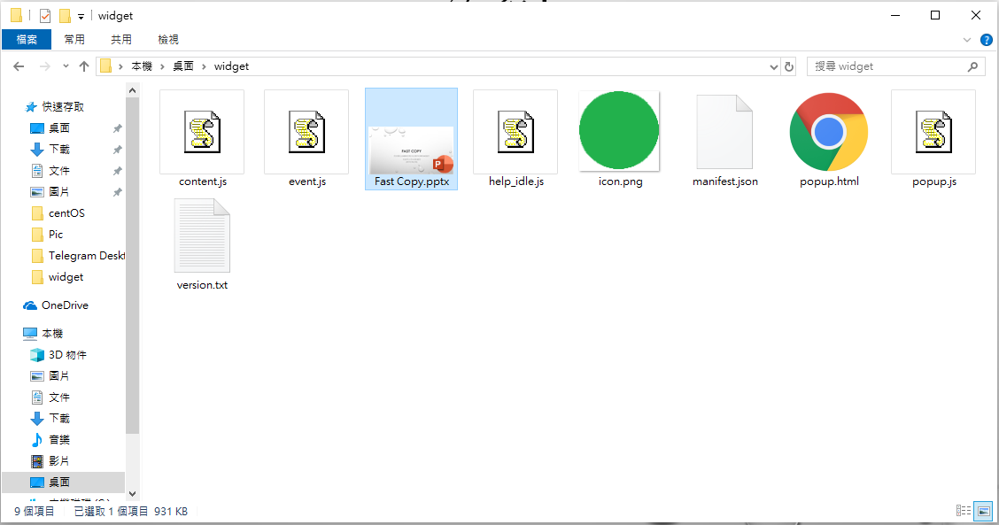 widget
檔案 常用 共用 檢視
本機 桌面 widget
搜尋 widget
快速存取
桌面
下載
文件
圖片
centOS
Pic
Telegram Deskt
widget
OneDrive
本機
3D 物件
圖片
文件
下載
音樂
影片
桌面
content.js event.js Fast Copy.pptx help_idle.js icon.png manifest.json popup.html popup.js
FAST COPY
version.txt
9 個項目 已選取 1 個項目 931 KB